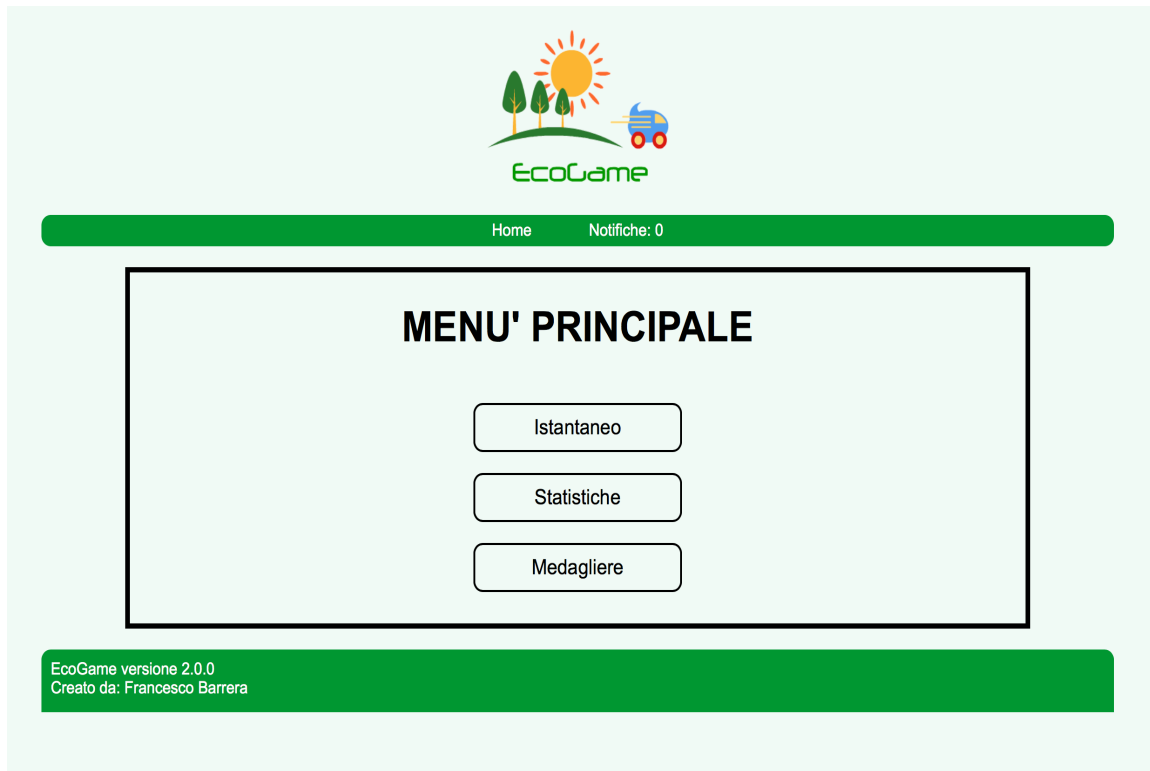 EcoGame
Home Notifiche: 0
MENU' PRINCIPALE
Istantaneo
Statistiche
Medagliere
EcoGame versione 2.0.0
Creato da: Francesco Barrera